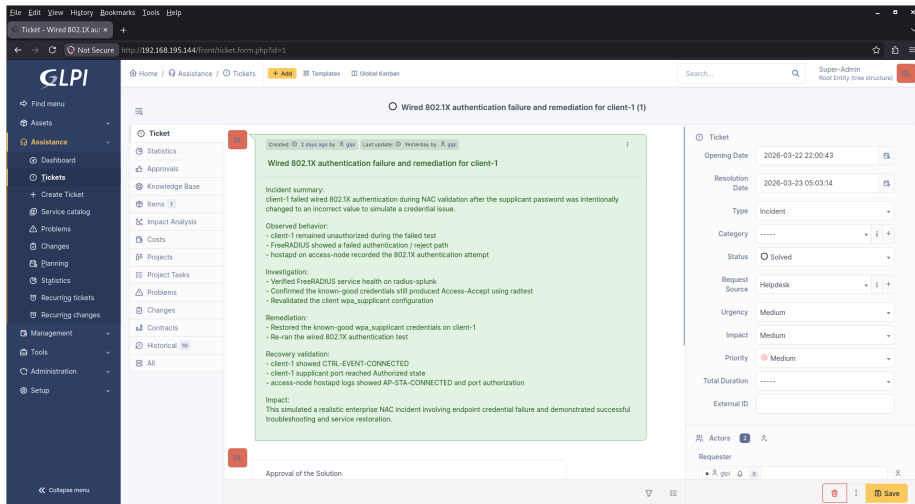 File Edit View History Bookmarks Tools Help
Ticket - Wired 802.1X aut
Not Secure http://192.168.195.144/front/ticket.form.php?id=1
GLPI
Home / Assistance / Tickets + Add Templates Global Kanban
Search...
Super-Admin
Root Entity (tree structure)
GL
Find menu
Assets
Assistance
Dashboard
Tickets
+ Create Ticket
Service catalog
Problems
Changes
Planning
Statistics
Recurring tickets
Recurring changes
Management
Tools
Administration
Setup
Collapse menu
Wired 802.1X authentication failure and remediation for client-1 (1)
Ticket
Statistics
Approvals
Knowledge Base
Items 1
Impact Analysis
Costs
Projects
Project Tasks
Problems
Changes
Contracts
Historical 10
All
GL
Created: 2 days ago by glpi Last update: Yesterday by glpi
Wired 802.1X authentication failure and remediation for client-1
Incident summary:
client-1 failed wired 802.1X authentication during NAC validation after the supplicant password was intentionally
changed to an incorrect value to simulate a credential issue.
Observed behavior:
- client-1 remained unauthorized during the failed test
- FreeRADIUS showed a failed authentication / reject path
- hostapd on access-node recorded the 802.1X authentication attempt
Investigation:
- Verified FreeRADIUS service health on radius-splunk
- Confirmed the known-good credentials still produced Access-Accept using radtest
- Revalidated the client wpa_supplicant configuration
Remediation:
- Restored the known-good wpa_supplicant credentials on client-1
- Re-ran the wired 802.1X authentication test
Recovery validation:
- client-1 showed CTRL-EVENT-CONNECTED
- client-1 supplicant port reached Authorized state
- access-node hostapd logs showed AP-STA-CONNECTED and port authorization
Impact:
This simulated a realistic enterprise NAC incident involving endpoint credential failure and demonstrated successful
troubleshooting and service restoration.
GL
Approval of the Solution
Ticket
Opening Date 2026-03-22 22:00:43
Resolution Date 2026-03-23 05:03:14
Type Incident
Category -----
Status Solved
Request Source Helpdesk
Urgency Medium
Impact Medium
Priority Medium
Total Duration -----
External ID
Actors 2
Requester
glpi 0
Save